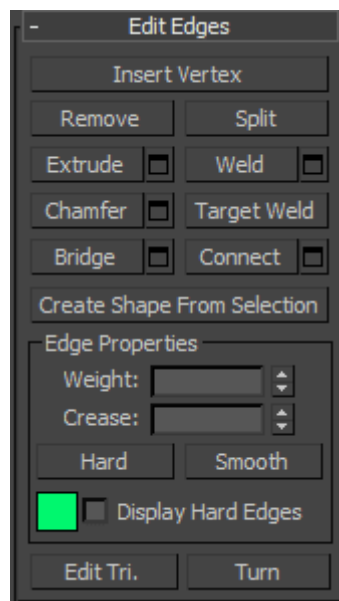 - Edit Edges
Insert Vertex
Remove Split
Extrude Weld
Chamfer Target Weld
Bridge Connect
Create Shape From Selection
Edge Properties
Weight:
Crease:
Hard Smooth
Display Hard Edges
Edit Tri. Turn